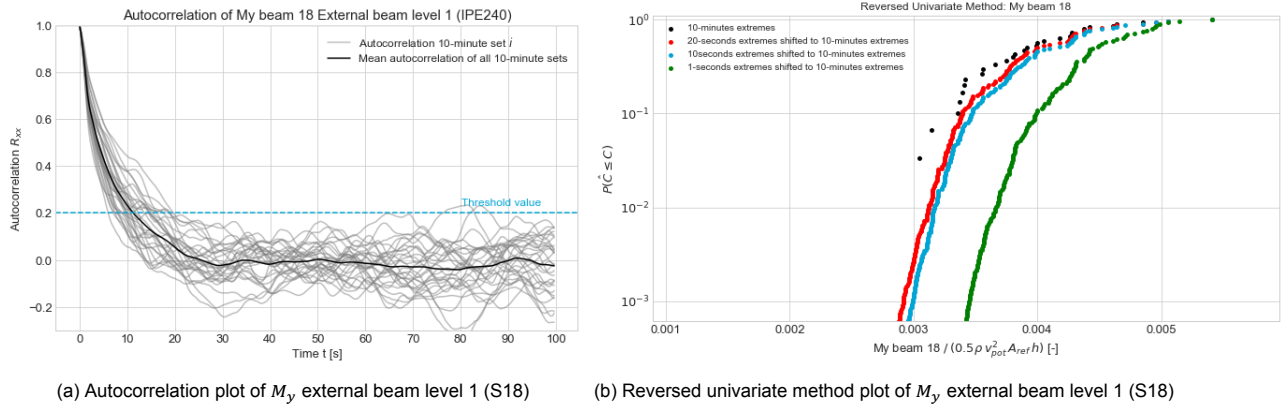 Autocorrelation of My beam 18 External beam level 1 (IPE240)
Autocorrelation 10-minute set i
Mean autocorrelation of all 10-minute sets
Threshold value
1.0
0.8
0.6
0.4
0.2
0.0
−0.2
Autocorrelation Rₓₓ
0 10 20 30 40 50 60 70 80 90 100
Time t [s]
(a) Autocorrelation plot of M_y external beam level 1 (S18)
Reversed Univariate Method: My beam 18
10-minutes extremes
20-seconds extremes shifted to 10-minutes extremes
10seconds extremes shifted to 10-minutes extremes
1-seconds extremes shifted to 10-minutes extremes
10⁰
10⁻¹
10⁻²
10⁻³
P(Ĉ ≤ C)
0.001 0.002 0.003 0.004 0.005
My beam 18 / (0.5 ρ v²_pot A_ref h) [-]
(b) Reversed univariate method plot of M_y external beam level 1 (S18)